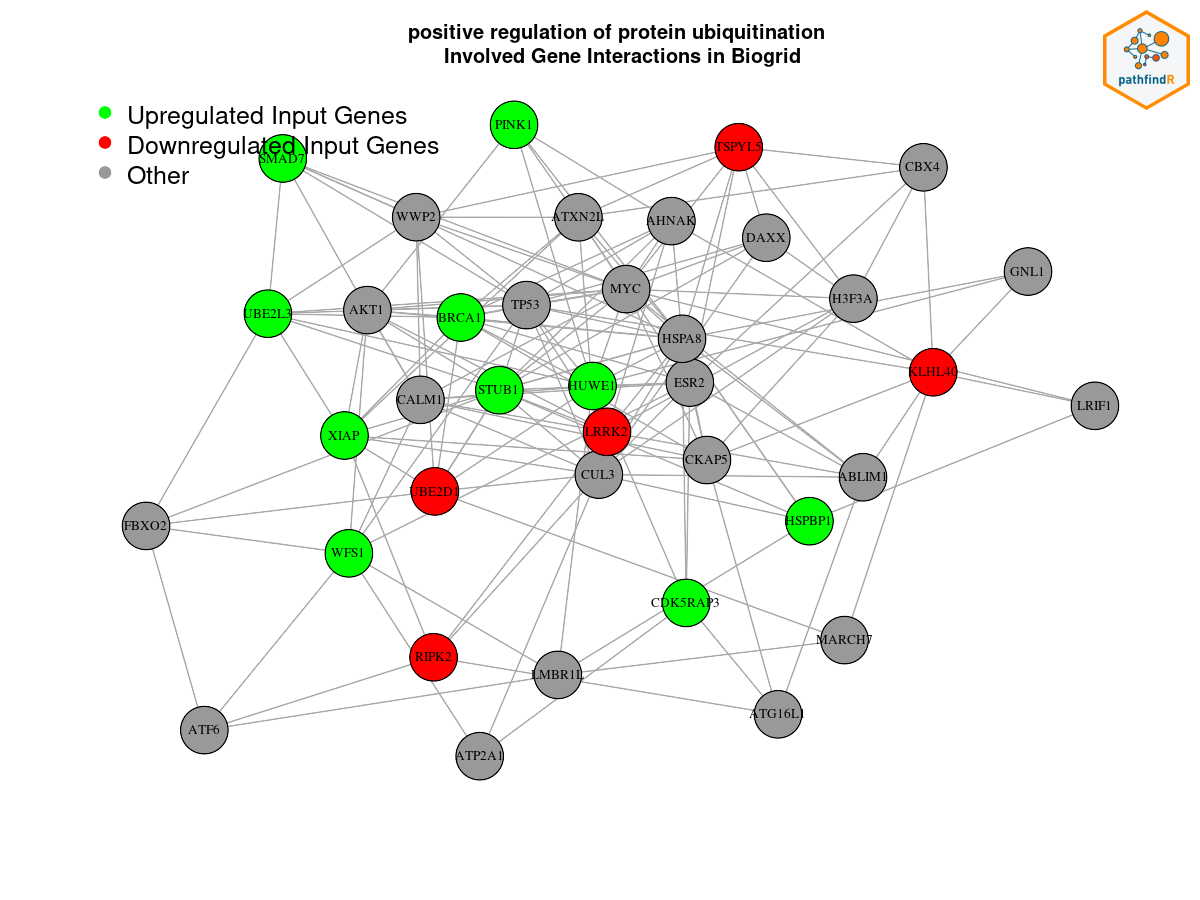 positive regulation of protein ubiquitination
Involved Gene Interactions in Biogrid
pathfindR
Upregulated Input Genes
Downregulated Input Genes
Other
PINK1
TSPYL5
SMAD7
CBX4
WWP2
ATXN2L
AHNAK
DAXX
GNL1
MYC
H3F3A
UBE2L3
AKT1
BRCA1
TP53
HSPA8
KLHL40
ESR2
STUB1
HUWE1
CALM1
LRIF1
XIAP
LRRK2
CKAP5
CUL3
ABLIM1
UBE2D1
FBXO2
HSPBP1
WFS1
CDK5RAP3
MARCH7
RIPK2
LMBR1L
ATG16L1
ATF6
ATP2A1